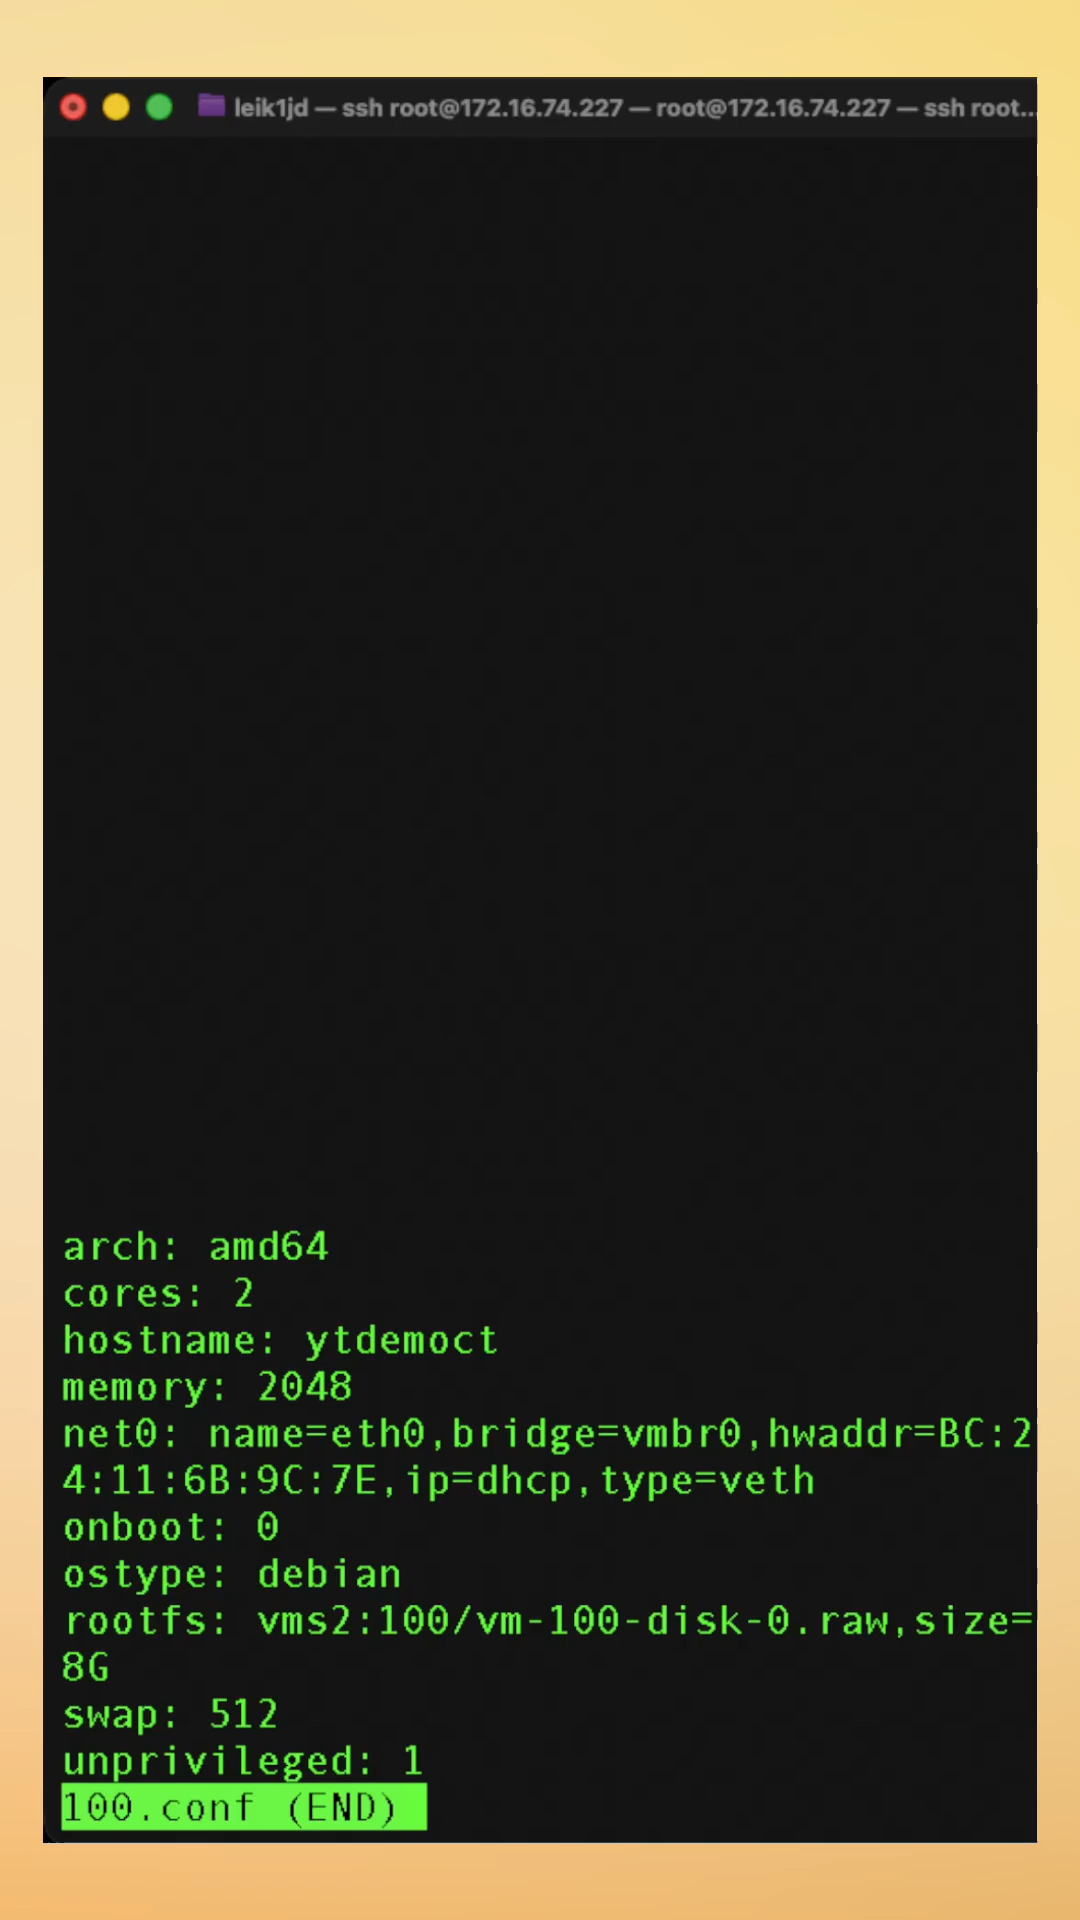 leik1jd — ssh root@172.16.74.227 — root@172.16.74.227 — ssh root...
arch: amd64
cores: 2
hostname: ytdemoct
memory: 2048
net0: name=eth0,bridge=vmbr0,hwaddr=BC:2
4:11:6B:9C:7E,ip=dhcp,type=veth
onboot: 0
ostype: debian
rootfs: vms2:100/vm-100-disk-0.raw,size=
8G
swap: 512
unprivileged: 1
100.conf (END)